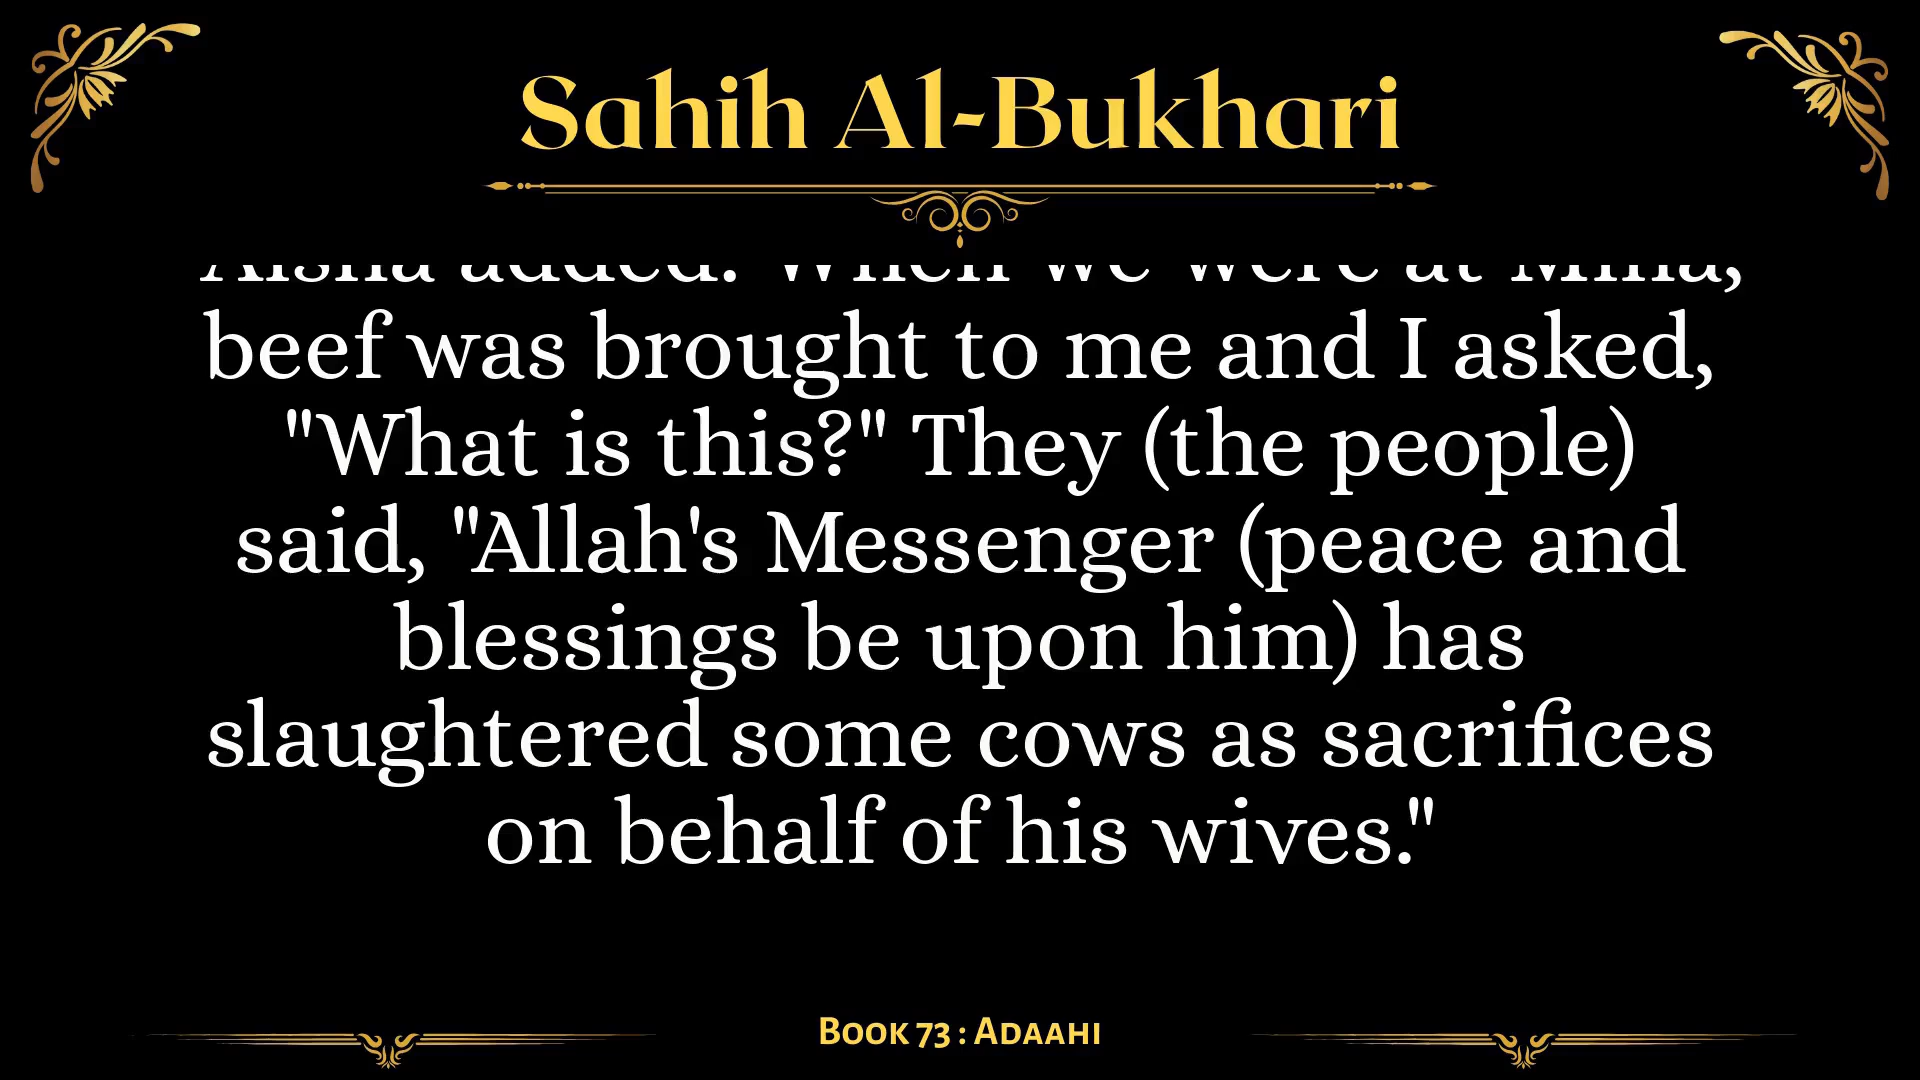 Sahih Al-Bukhari
Aisha added: When we were at Mina,
beef was brought to me and I asked,
"What is this?" They (the people)
said, "Allah's Messenger (peace and
blessings be upon him) has
slaughtered some cows as sacrifices
on behalf of his wives."
Book 73 : Adaahi